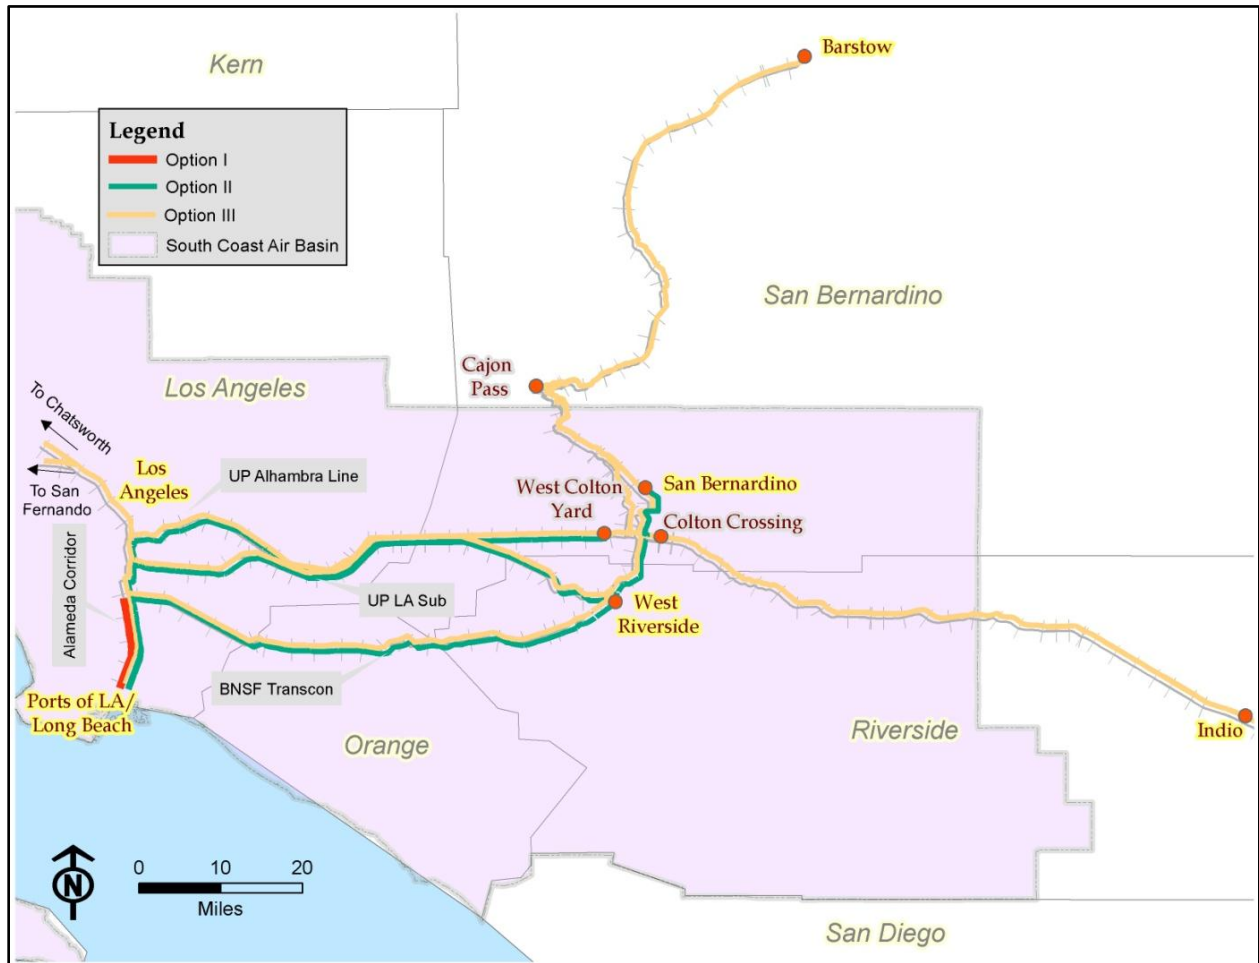 Kern
Barstow
Legend
Option I
Option II
Option III
South Coast Air Basin
San Bernardino
Cajon
Pass
Los Angeles
To Chatsworth
To San
Fernando
Los
Angeles
UP Alhambra Line
West Colton
Yard
San Bernardino
Colton Crossing
Alameda Corridor
UP LA Sub
West
Riverside
BNSF Transcon
Ports of LA/
Long Beach
Orange
Riverside
Indio
N
0 10 20
Miles
San Diego